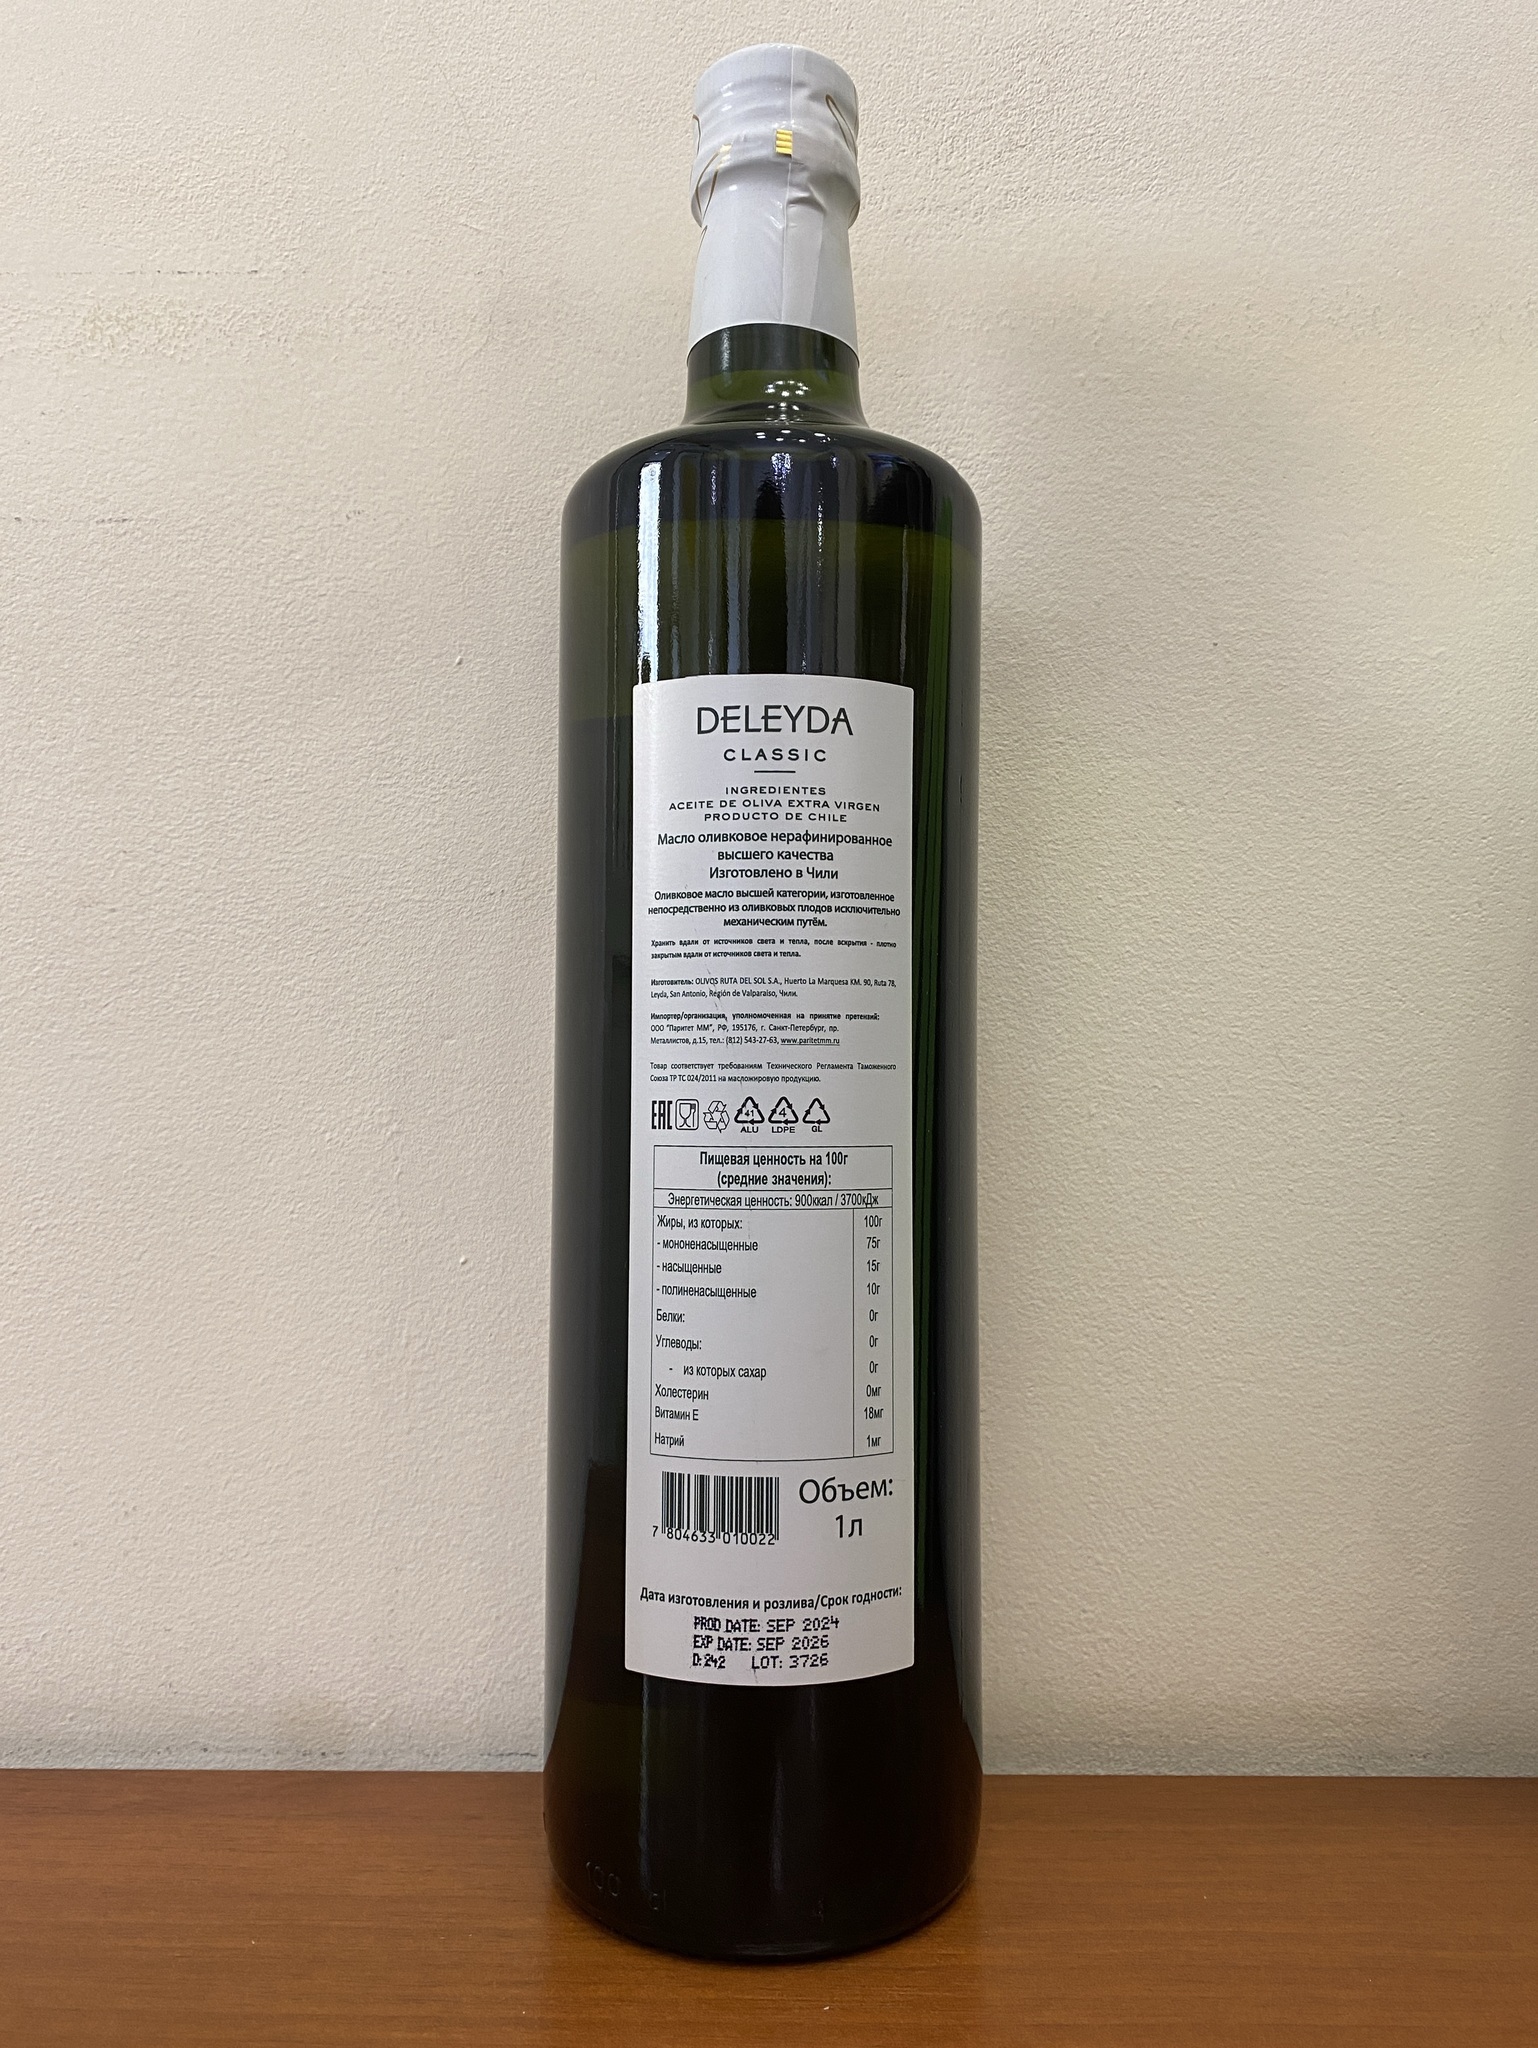 DELEYDA
CLASSIC
INGREDIENTES
ACEITE DE OLIVA EXTRA VIRGEN
PRODUCTO DE CHILE
Масло оливковое нерафинированное
высшего качества
Изготовлено в Чили
Оливковое масло высшей категории, изготовленное
непосредственно из оливковых плодов исключительно
механическим путём.
Хранить вдали от источников света и тепла, после вскрытия - плотно
закрытым вдали от источников света и тепла.
Изготовитель: OLIVOS RUTA DEL SOL S.A., Huerto La Marquesa KM. 90, Ruta 78,
Leyda, San Antonio, Región de Valparaiso, Чили.
Импортер/организация, уполномоченная на принятие претензий:
ООО "Паритет ММ", РФ, 195176, г. Санкт-Петербург, пр.
Металлистов, д.15, тел.: (812) 543-27-63, www.paritetmm.ru
Товар соответствует требованиям Технического Регламента Таможенного
Союза ТР ТС 024/2011 на масложировую продукцию.
EAC 41 4
ALU LDPE GL
Пищевая ценность на 100г
(средние значения):
Энергетическая ценность: 900ккал / 3700кДж
Жиры, из которых: 100г
- мононенасыщенные 75г
- насыщенные 15г
- полиненасыщенные 10г
Белки: 0г
Углеводы: 0г
- из которых сахар 0г
Холестерин 0мг
Витамин Е 18мг
Натрий 1мг
Объем:
1л
7 804633 010022
Дата изготовления и розлива/Срок годности:
PROD DATE: SEP 2024
EXP DATE: SEP 2026
D:242 LOT: 3726
100 cl